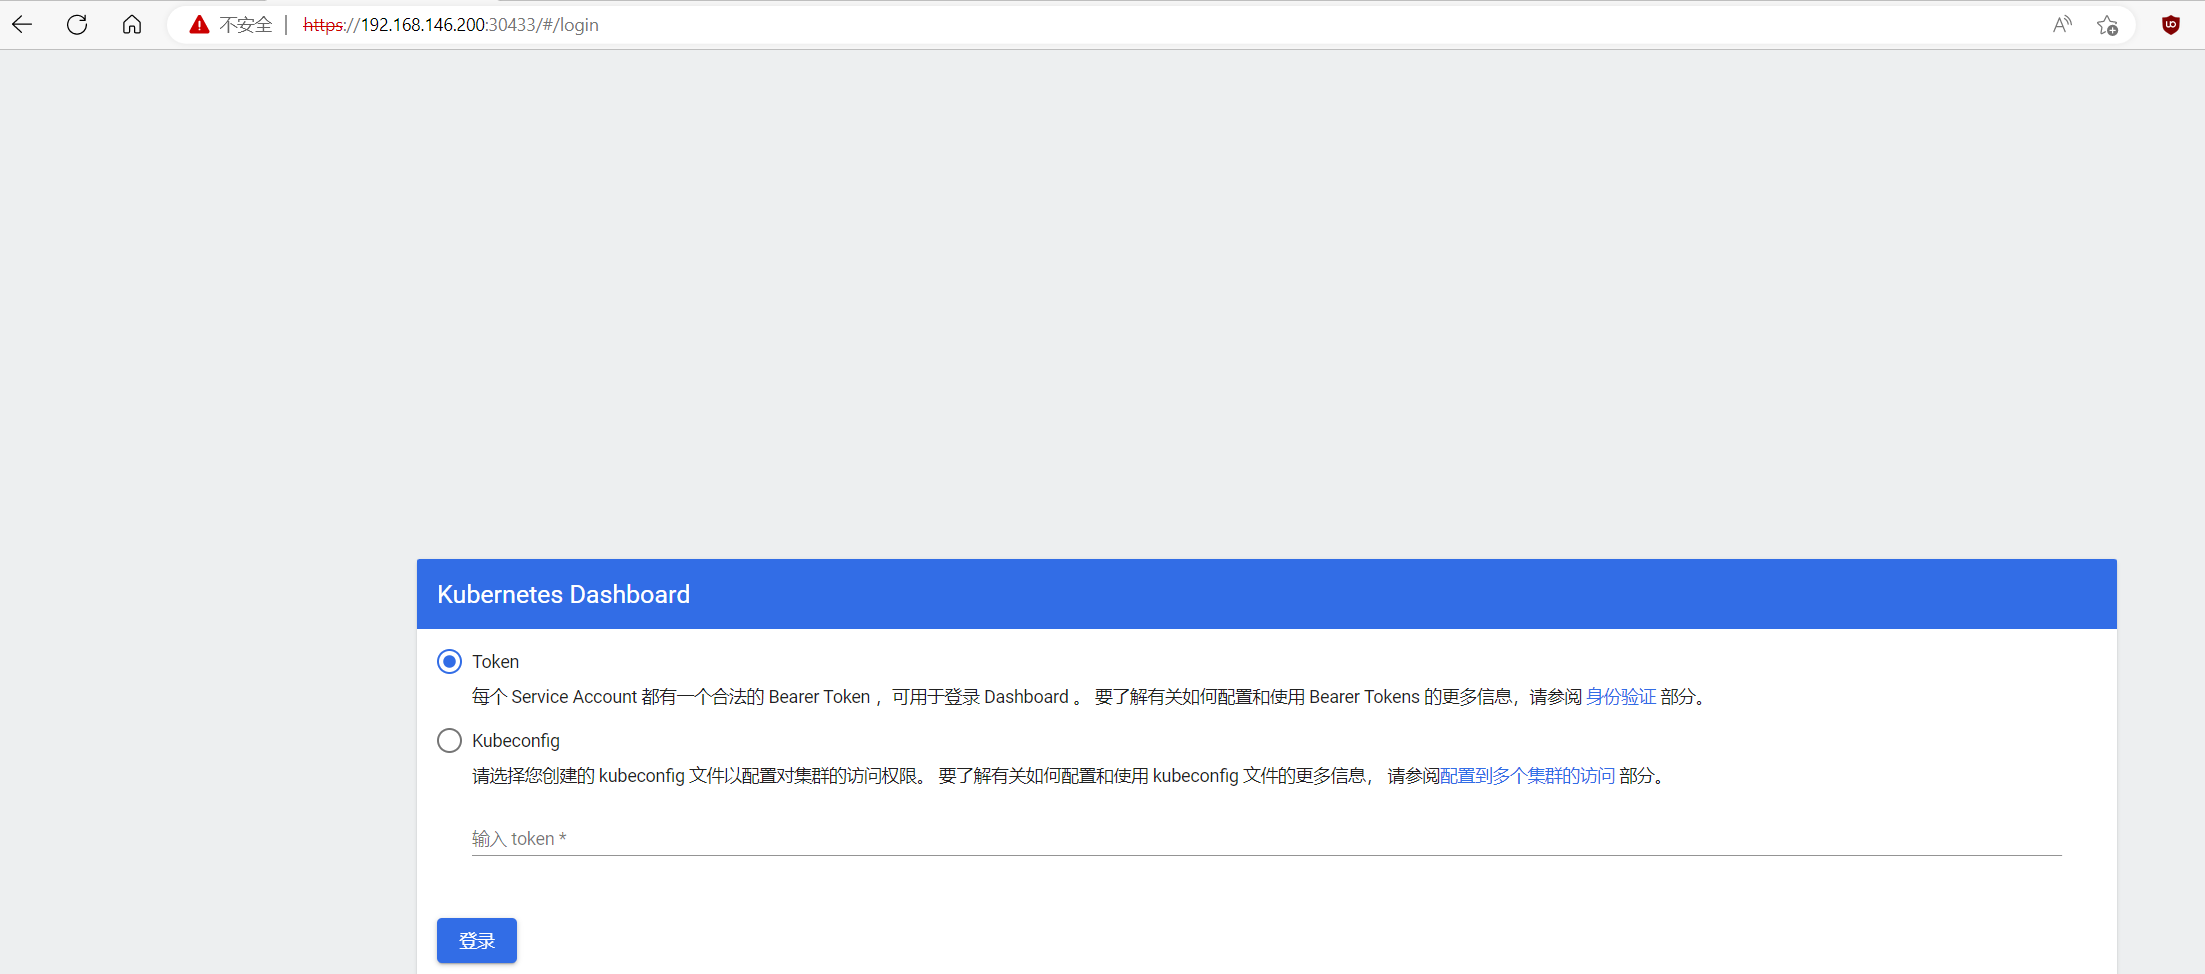 不安全 | https://192.168.146.200:30433/#/login
Kubernetes Dashboard
Token
每个 Service Account 都有一个合法的 Bearer Token ，可用于登录 Dashboard 。 要了解有关如何配置和使用 Bearer Tokens 的更多信息，请参阅 身份验证 部分。
Kubeconfig
请选择您创建的 kubeconfig 文件以配置对集群的访问权限。 要了解有关如何配置和使用 kubeconfig 文件的更多信息， 请参阅配置到多个集群的访问 部分。
输入 token *
登录